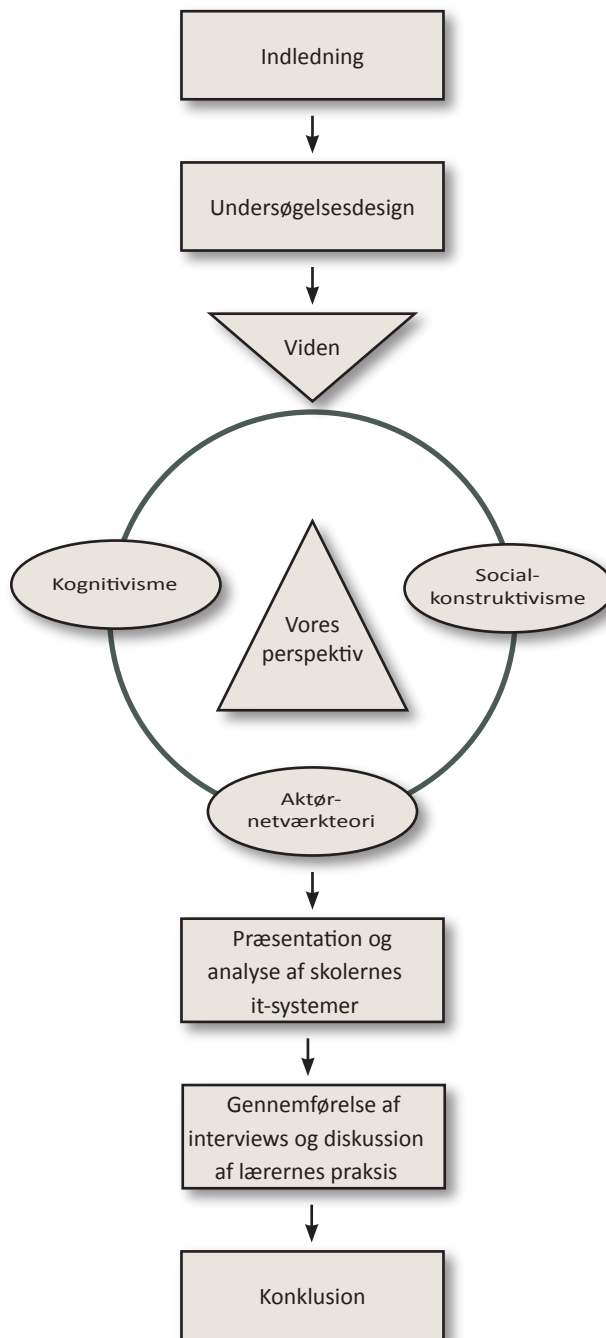 Indledning
Undersøgelsesdesign
Viden
Kognitivisme
Social-
konstruktivisme
Vores
perspektiv
Aktør-
netværkteori
Præsentation og
analyse af skolernes
it-systemer
Gennemførelse af
interviews og diskussion
af lærernes praksis
Konklusion